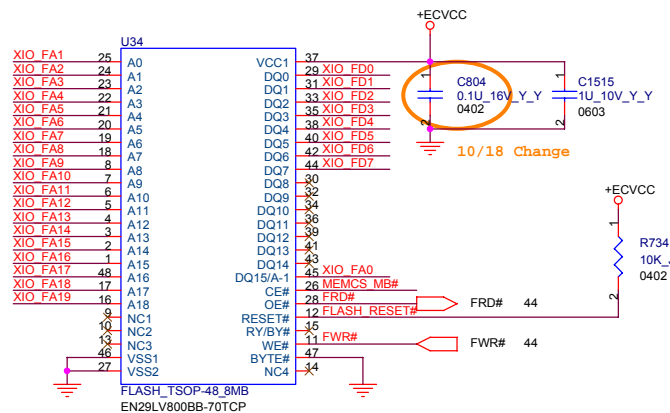 +ECVCC
U34
XIO_FA1 25 A0 VCC1 37
XIO_FA2 24 A1 DQ0 29 XIO_FD0
XIO_FA3 23 A2 DQ1 31 XIO_FD1
XIO_FA4 22 A3 DQ2 33 XIO_FD2
XIO_FA5 21 A4 DQ3 35 XIO_FD3
XIO_FA6 20 A5 DQ4 38 XIO_FD4
XIO_FA7 19 A6 DQ5 40 XIO_FD5
XIO_FA8 18 A7 DQ6 42 XIO_FD6
XIO_FA9 8 A8 DQ7 44 XIO_FD7
XIO_FA10 7 A9 DQ8 30
XIO_FA11 6 A10 DQ9 32
XIO_FA12 5 A11 DQ10 34
XIO_FA13 4 A12 DQ11 36
XIO_FA14 3 A13 DQ12 39
XIO_FA15 2 A14 DQ13 41
XIO_FA16 1 A15 DQ14 43
XIO_FA17 48 A16 DQ15/A-1 45 XIO_FA0
XIO_FA18 17 A17 CE# 26 MEMCS_MB#
XIO_FA19 16 A18 OE# 28 FRD#
9 NC1 RESET# 12 FLASH_RESET#
10 NC2 RY/BY# 15
13 NC3 WE# 11 FWR#
46 VSS1 BYTE# 47
27 VSS2 NC4 14
FLASH_TSOP-48_8MB
EN29LV800BB-70TCP
1
C804
0.1U_16V_Y_Y
0402
2
1
C1515
1U_10V_Y_Y
0603
2
10/18 Change
+ECVCC
1
R734
10K_
0402
2
FRD# 44
FWR# 44